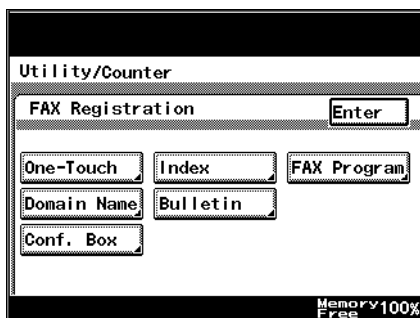 Utility/Counter
FAX Registration
Enter
One-Touch Index FAX Program
Domain Name Bulletin
Conf. Box
Memory
Free 100%